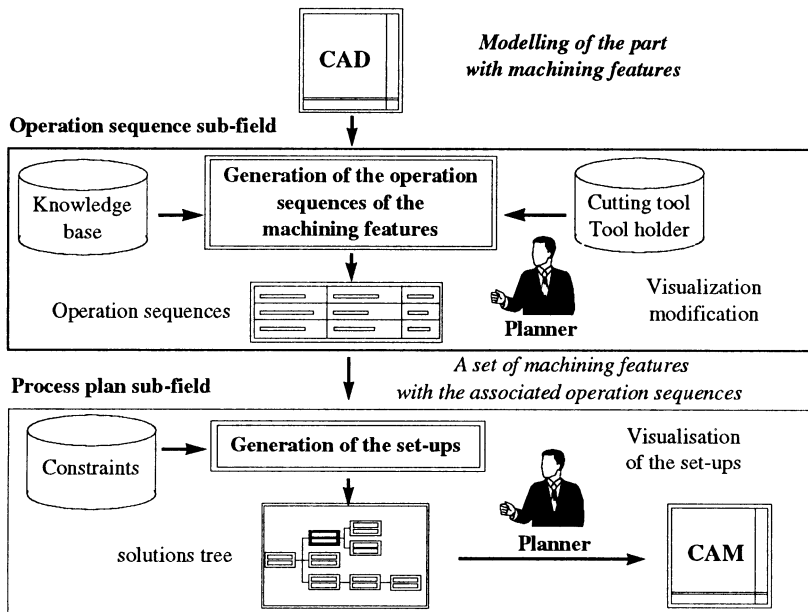 CAD
Modelling of the part
with machining features
Operation sequence sub-field
Knowledge
base
Generation of the operation
sequences of the
machining features
Cutting tool
Tool holder
Operation sequences
Planner
Visualization
modification
A set of machining features
with the associated operation sequences
Process plan sub-field
Constraints
Generation of the set-ups
Visualisation
of the set-ups
solutions tree
Planner
CAM